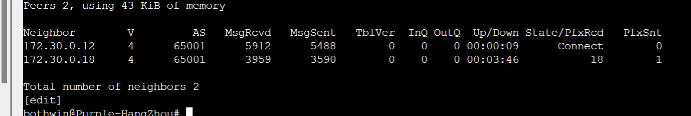 Peers 2, using 43 KiB of memory
Neighbor V AS MsgRcvd MsgSent TblVer InQ OutQ Up/Down State/PfxRcd PfxSnt
172.30.0.12 4 65001 5912 5488 0 0 0 00:00:09 Connect 0
172.30.0.18 4 65001 3959 3590 0 0 0 00:03:46 18 1
Total number of neighbors 2
[edit]
bothwin@Purple-HangZhou#